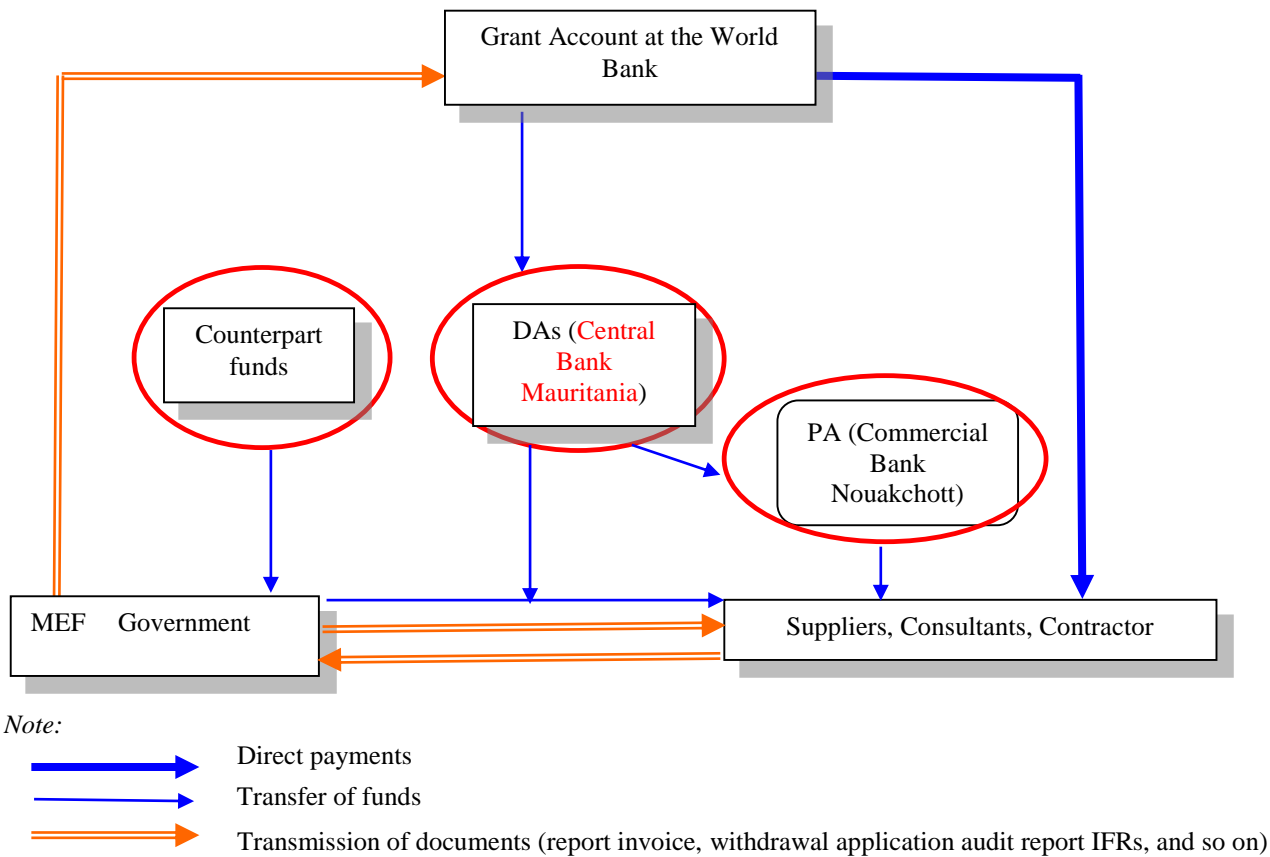 Grant Account at the World
Bank
Counterpart
funds
DAs (Central
Bank
Mauritania)
PA (Commercial
Bank
Nouakchott)
MEF Government
Suppliers, Consultants, Contractor
Note:
Direct payments
Transfer of funds
Transmission of documents (report invoice, withdrawal application audit report IFRs, and so on)